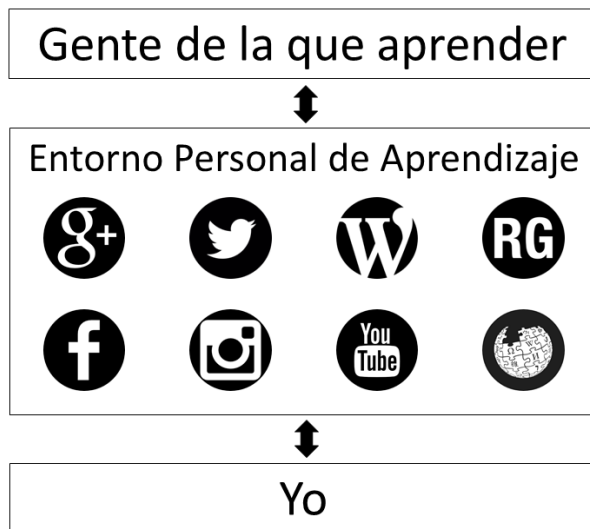 Gente de la que aprender
Entorno Personal de Aprendizaje
g+
W
RG
f
You
Tube
Yo